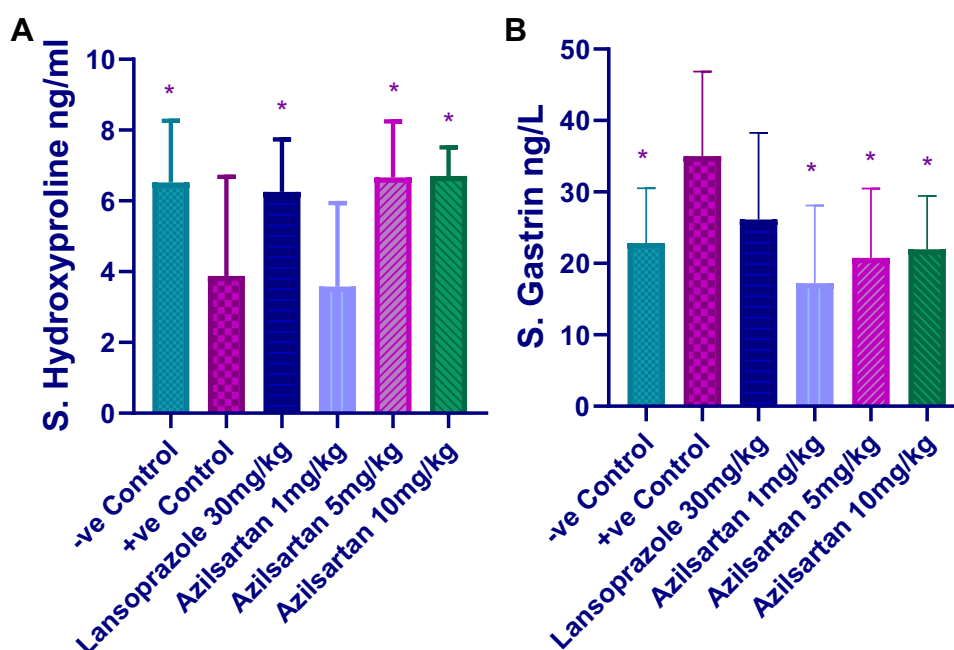 A
S. Hydroxyproline ng/ml
10
8
6
4
2
0
*
*
*
*
-ve Control
+ve Control
Lansoprazole 30mg/kg
Azilsartan 1mg/kg
Azilsartan 5mg/kg
Azilsartan 10mg/kg
B
S. Gastrin ng/L
50
40
30
20
10
0
*
*
*
*
-ve Control
+ve Control
Lansoprazole 30mg/kg
Azilsartan 1mg/kg
Azilsartan 5mg/kg
Azilsartan 10mg/kg